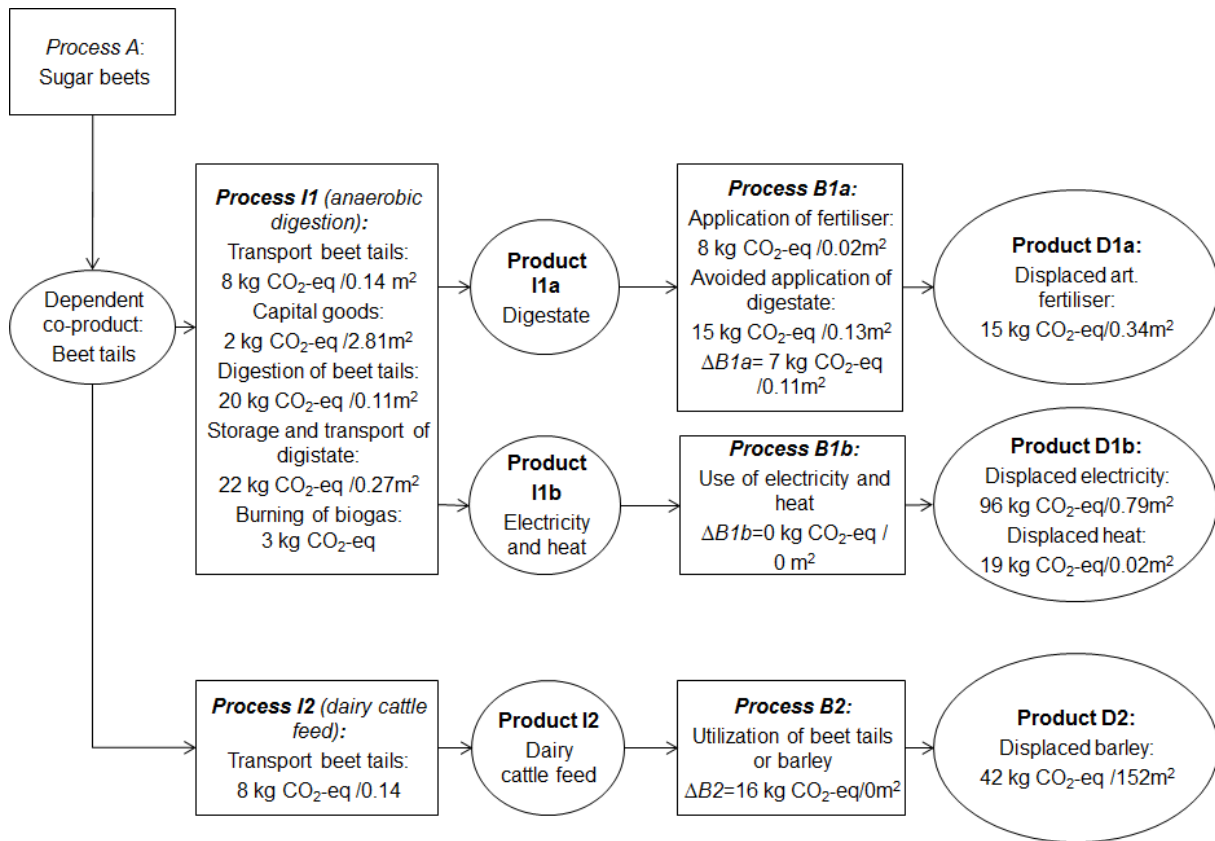 Process A:
Sugar beets
Dependent
co-product:
Beet tails
Process I1 (anaerobic
digestion):
Transport beet tails:
8 kg CO₂-eq /0.14 m²
Capital goods:
2 kg CO₂-eq /2.81m²
Digestion of beet tails:
20 kg CO₂-eq /0.11m²
Storage and transport of
digistate:
22 kg CO₂-eq /0.27m²
Burning of biogas:
3 kg CO₂-eq
Product
I1a
Digestate
Process B1a:
Application of fertiliser:
8 kg CO₂-eq /0.02m²
Avoided application of
digestate:
15 kg CO₂-eq /0.13m²
ΔB1a= 7 kg CO₂-eq
/0.11m²
Product D1a:
Displaced art.
fertiliser:
15 kg CO₂-eq/0.34m²
Product
I1b
Electricity
and heat
Process B1b:
Use of electricity and
heat
ΔB1b=0 kg CO₂-eq /
0 m²
Product D1b:
Displaced electricity:
96 kg CO₂-eq/0.79m²
Displaced heat:
19 kg CO₂-eq/0.02m²
Process I2 (dairy cattle
feed):
Transport beet tails:
8 kg CO₂-eq /0.14
Product I2
Dairy
cattle feed
Process B2:
Utilization of beet tails
or barley
ΔB2=16 kg CO₂-eq/0m²
Product D2:
Displaced barley:
42 kg CO₂-eq /152m²